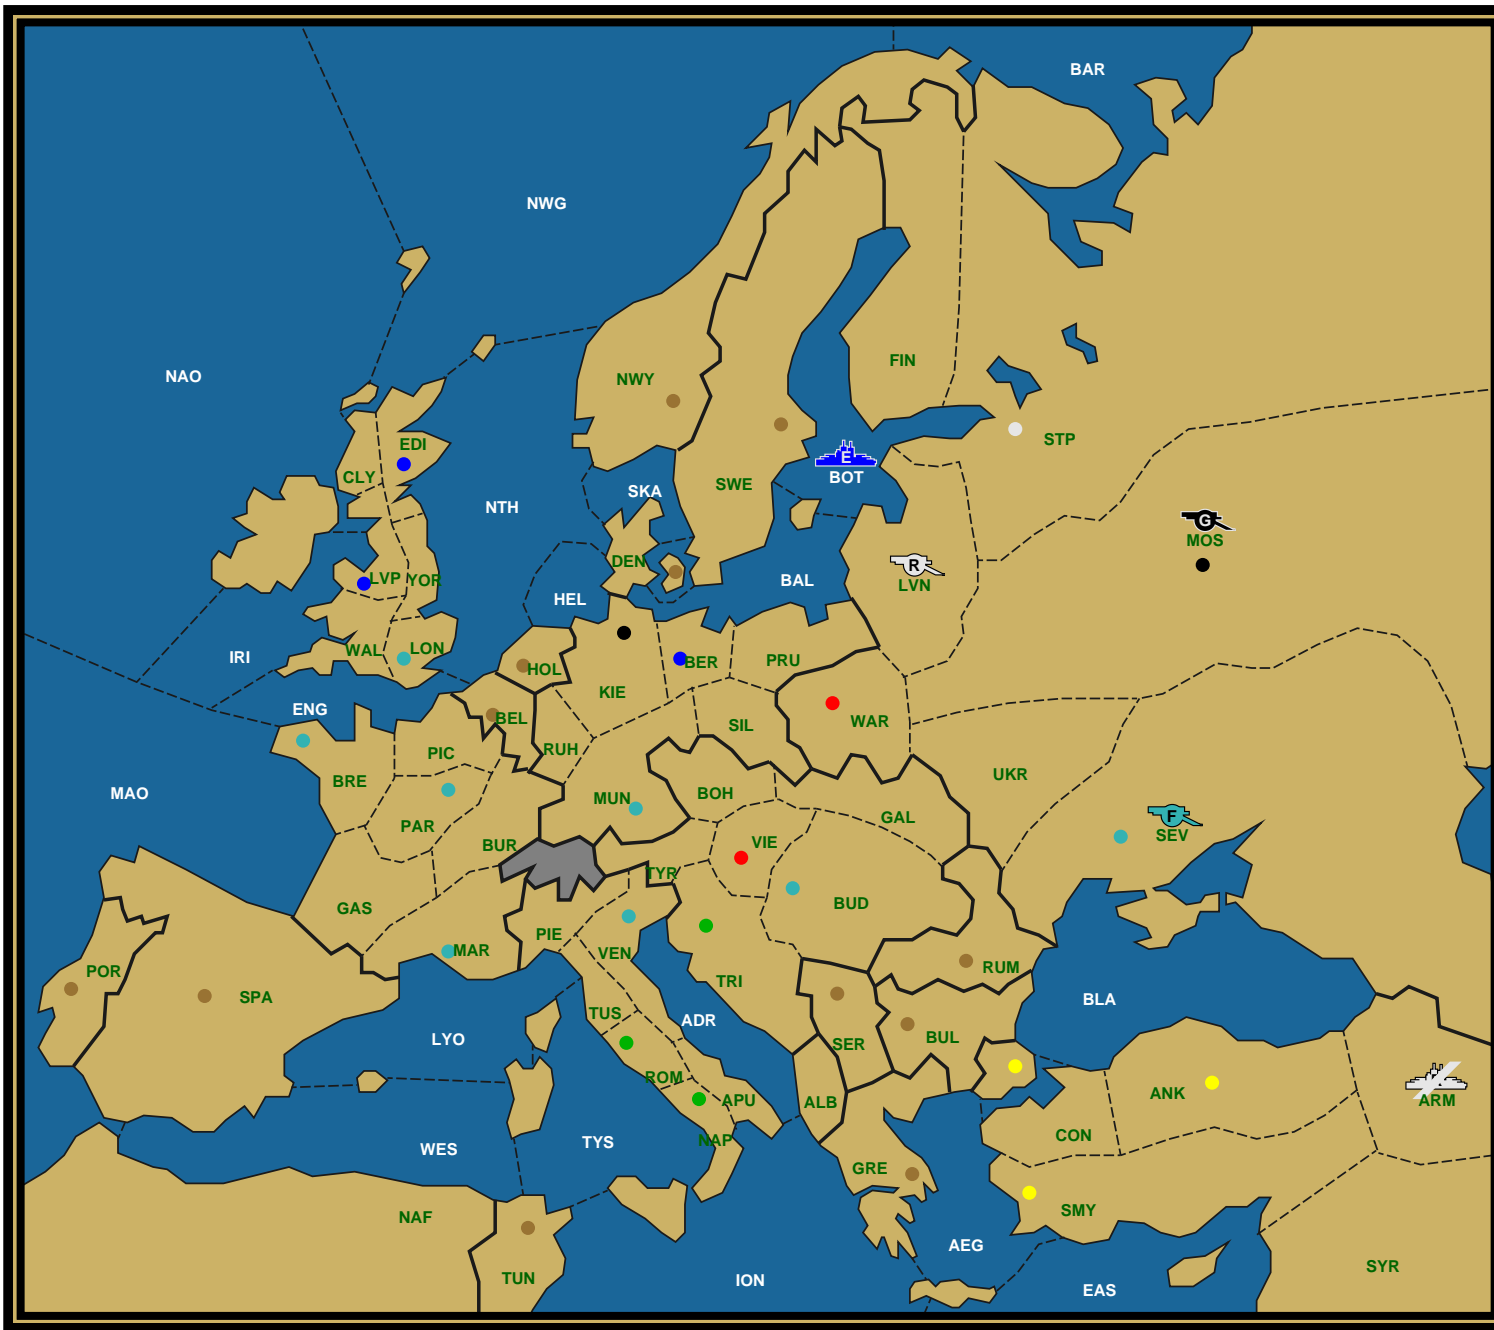 BAR
NWG
NAO
FIN
NWY
EDI
STP
CLY
E
BOT
SWE
SKA
NTH
G
MOS
DEN
R
LVN
LVP
YOR
BAL
HEL
WAL
LON
IRI
HOL
BER
PRU
KIE
ENG
BEL
WAR
SIL
RUH
PIC
UKR
BRE
MAO
BOH
MUN
F
SEV
GAL
PAR
VIE
BUR
TYR
BUD
GAS
PIE
MAR
VEN
RUM
POR
SPA
TRI
BLA
TUS
ADR
LYO
BUL
SER
ROM
ANK
APU
ALB
ARM
CON
NAP
TYS
WES
GRE
SMY
NAF
AEG
SYR
TUN
ION
EAS